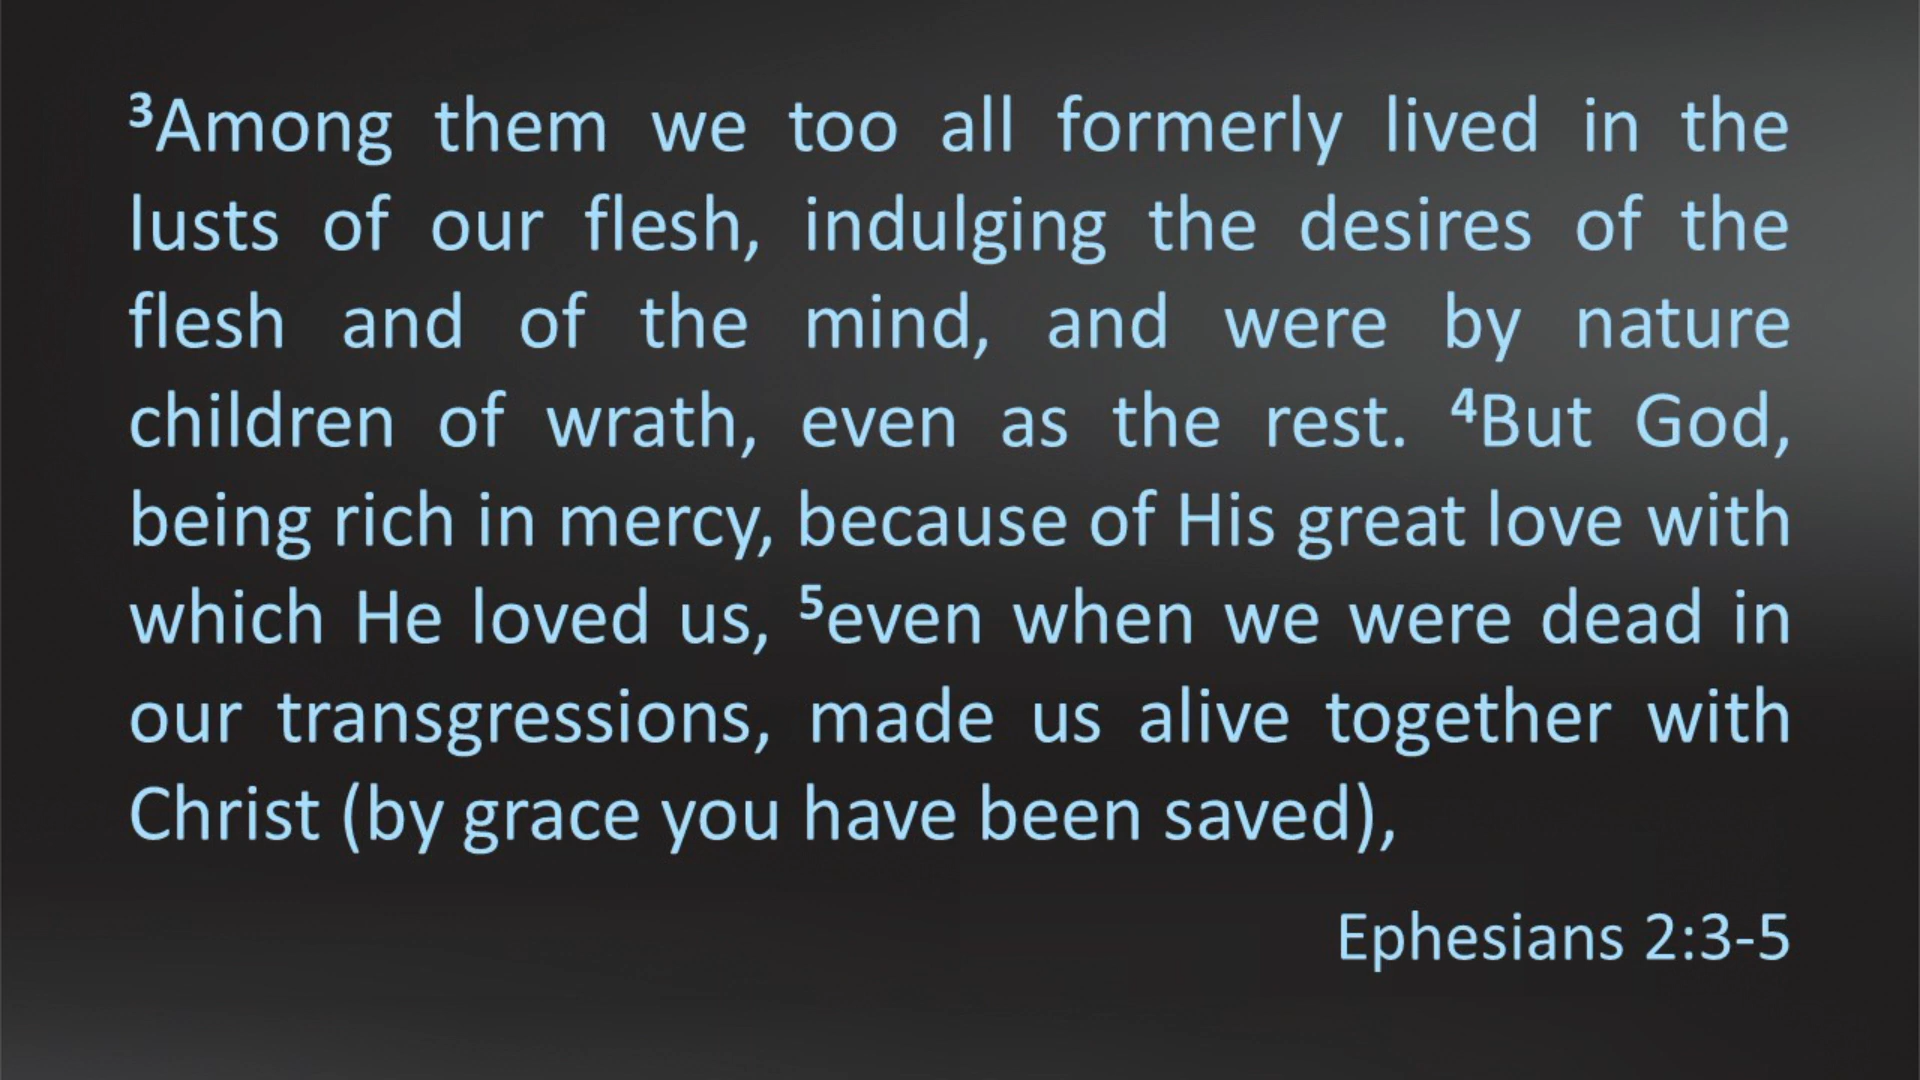 ³Among them we too all formerly lived in the
lusts of our flesh, indulging the desires of the
flesh and of the mind, and were by nature
children of wrath, even as the rest. ⁴But God,
being rich in mercy, because of His great love with
which He loved us, ⁵even when we were dead in
our transgressions, made us alive together with
Christ (by grace you have been saved),
Ephesians 2:3-5